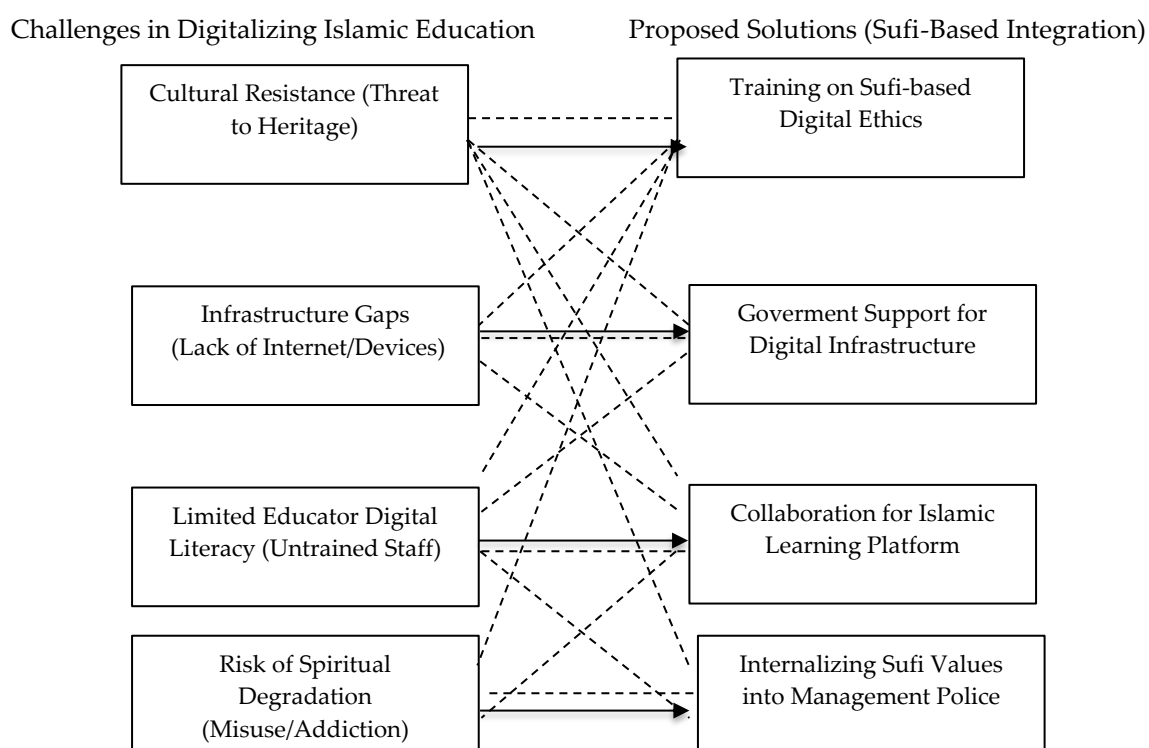 Challenges in Digitalizing Islamic Education
Proposed Solutions (Sufi-Based Integration)
Cultural Resistance (Threat
to Heritage)
Training on Sufi-based
Digital Ethics
Infrastructure Gaps
(Lack of Internet/Devices)
Goverment Support for
Digital Infrastructure
Limited Educator Digital
Literacy (Untrained Staff)
Collaboration for Islamic
Learning Platform
Risk of Spiritual
Degradation
(Misuse/Addiction)
Internalizing Sufi Values
into Management Police